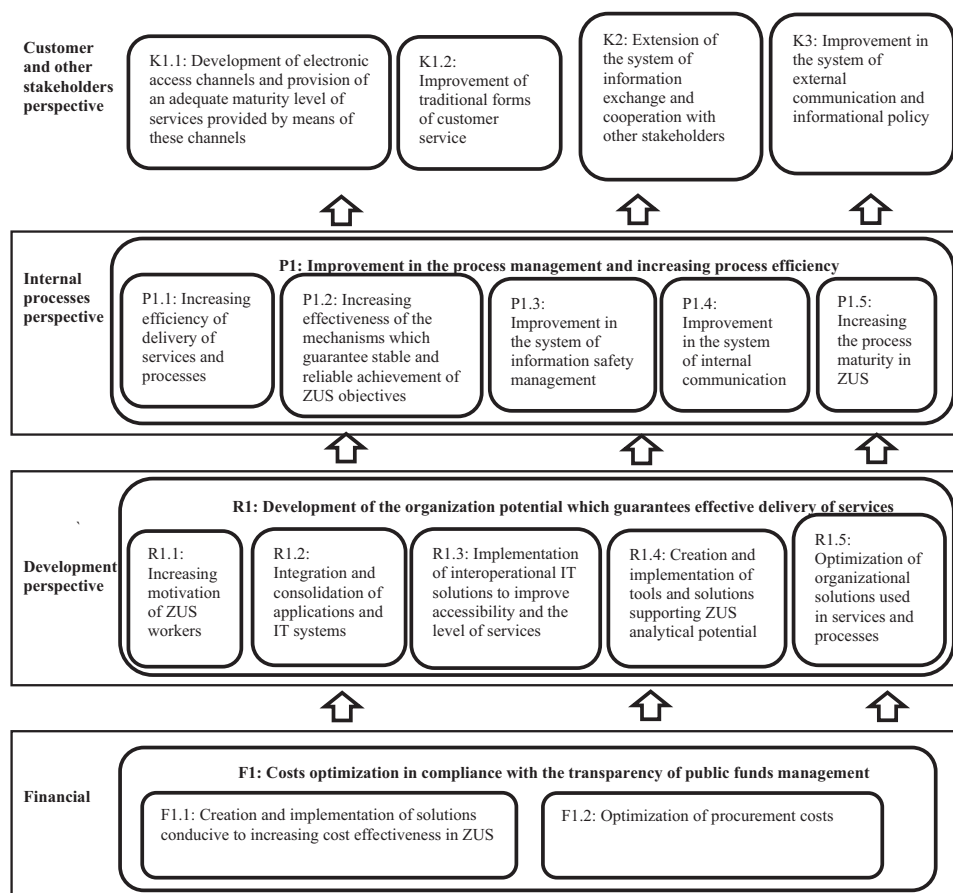 Customer
and other
stakeholders
perspective
K1.1: Development of electronic
access channels and provision of
an adequate maturity level of
services provided by means of
these channels
K1.2:
Improvement of
traditional forms
of customer
service
K2: Extension of
the system of
information
exchange and
cooperation with
other stakeholders
K3: Improvement in
the system of
external
communication and
informational policy
Internal
processes
perspective
P1: Improvement in the process management and increasing process efficiency
P1.1: Increasing
efficiency of
delivery of
services and
processes
P1.2: Increasing
effectiveness of the
mechanisms which
guarantee stable and
reliable achievement of
ZUS objectives
P1.3:
Improvement in
the system of
information safety
management
P1.4:
Improvement
in the system
of internal
communication
P1.5:
Increasing
the process
maturity in
ZUS
Development
perspective
R1: Development of the organization potential which guarantees effective delivery of services
R1.1:
Increasing
motivation of
ZUS
workers
R1.2:
Integration and
consolidation of
applications and
IT systems
R1.3: Implementation
of interoperational IT
solutions to improve
accessibility and the
level of services
R1.4: Creation and
implementation of
tools and solutions
supporting ZUS
analytical potential
R1.5:
Optimization of
organizational
solutions used
in services and
processes
Financial
F1: Costs optimization in compliance with the transparency of public funds management
F1.1: Creation and implementation of solutions
conducive to increasing cost effectiveness in ZUS
F1.2: Optimization of procurement costs